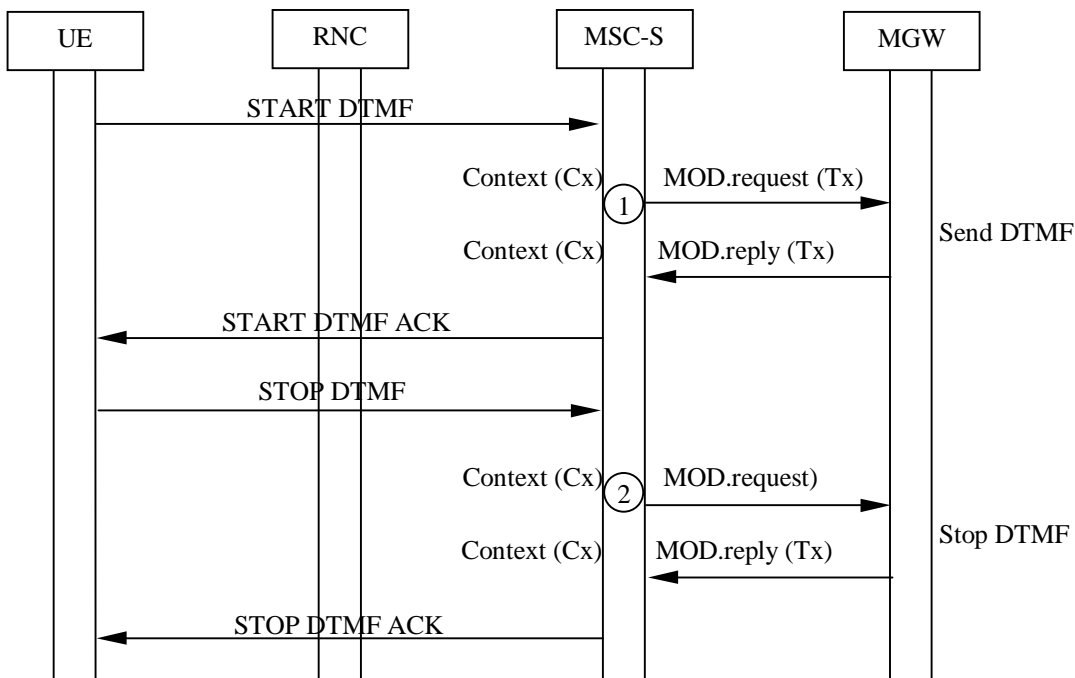 UE
RNC
MSC-S
MGW
START DTMF
Context (Cx)
1
MOD.request (Tx)
Send DTMF
Context (Cx)
MOD.reply (Tx)
START DTMF ACK
STOP DTMF
Context (Cx)
2
MOD.request)
Stop DTMF
Context (Cx)
MOD.reply (Tx)
STOP DTMF ACK